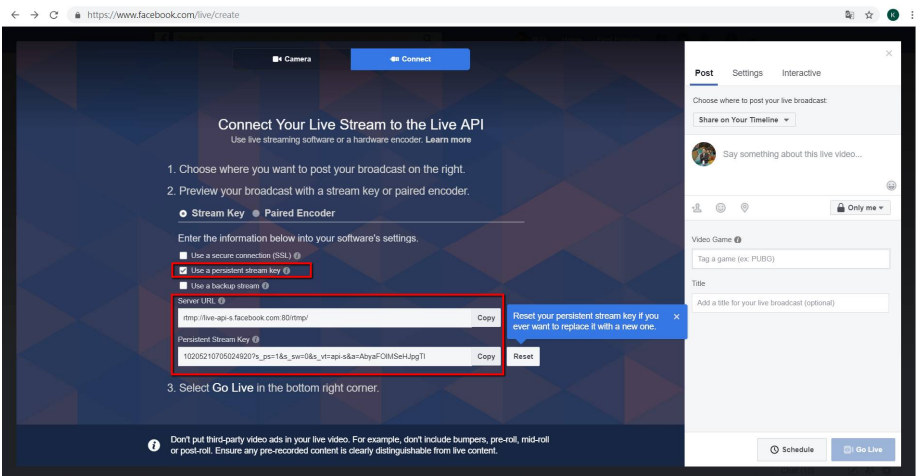 https://www.facebook.com/live/create
K
Camera
Connect
Connect Your Live Stream to the Live API
Use live streaming software or a hardware encoder. Learn more
1. Choose where you want to post your broadcast on the right.
2. Preview your broadcast with a stream key or paired encoder.
Stream Key Paired Encoder
Enter the information below into your software's settings.
Use a secure connection (SSL)
Use a persistent stream key
Use a backup stream
Server URL
rtmp://live-api-s.facebook.com:80/rtmp/
Copy
Persistent Stream Key
10205210705024920?s_ps=1&s_sw=0&s_vt=api-s&a=AbyaFOIMSeHJpgTl
Copy
Reset
Reset your persistent stream key if you
ever want to replace it with a new one.
3. Select Go Live in the bottom right corner.
Don't put third-party video ads in your live video. For example, don't include bumpers, pre-roll, mid-roll
or post-roll. Ensure any pre-recorded content is clearly distinguishable from live content.
Post Settings Interactive
Choose where to post your live broadcast:
Share on Your Timeline
Say something about this live video...
Only me
Video Game
Tag a game (ex: PUBG)
Title
Add a title for your live broadcast (optional)
Schedule
Go Live